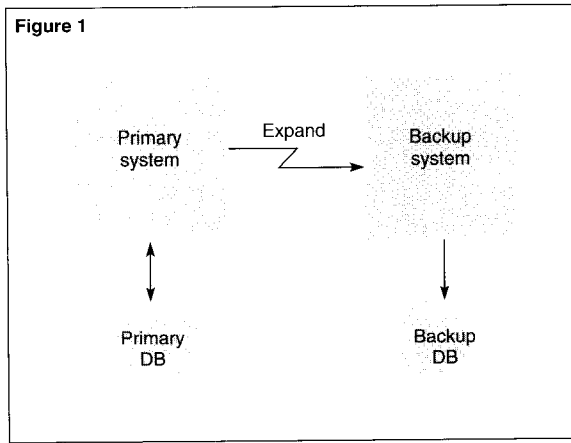 Figure 1
Primary
system
Expand
Backup
system
Primary
DB
Backup
DB